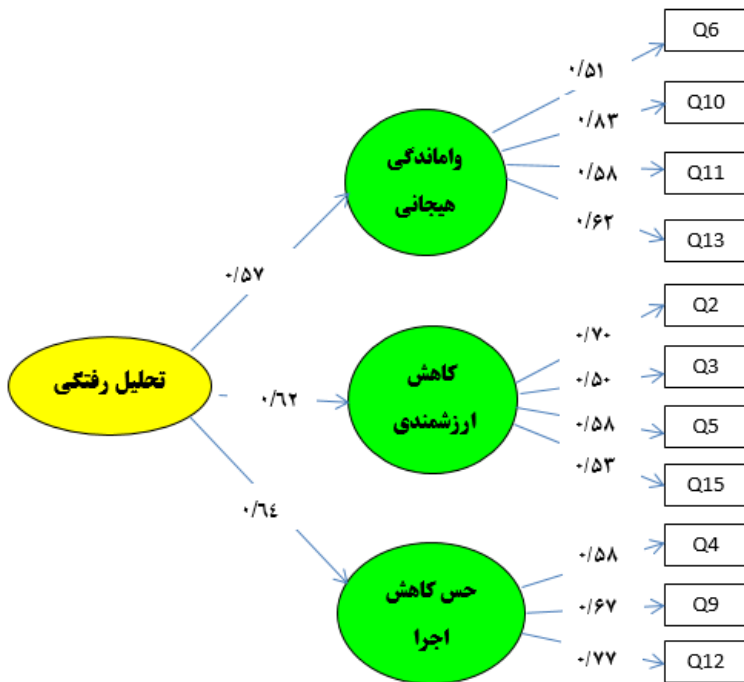 Q6
۰/۵۱
Q10
۰/۸۳
واماندگی
هیجانی
Q11
۰/۵۸
Q13
۰/۶۲
۰/۵۷
Q2
۰/۷۰
Q3
۰/۵۰
تحلیل رفتگی
۰/٦٢
کاهش
ارزشمندی
Q5
۰/۵۸
Q15
۰/۵۳
۰/٦٤
Q4
۰/۵۸
حس کاهش
اجرا
Q9
۰/۶۷
Q12
۰/۷۷